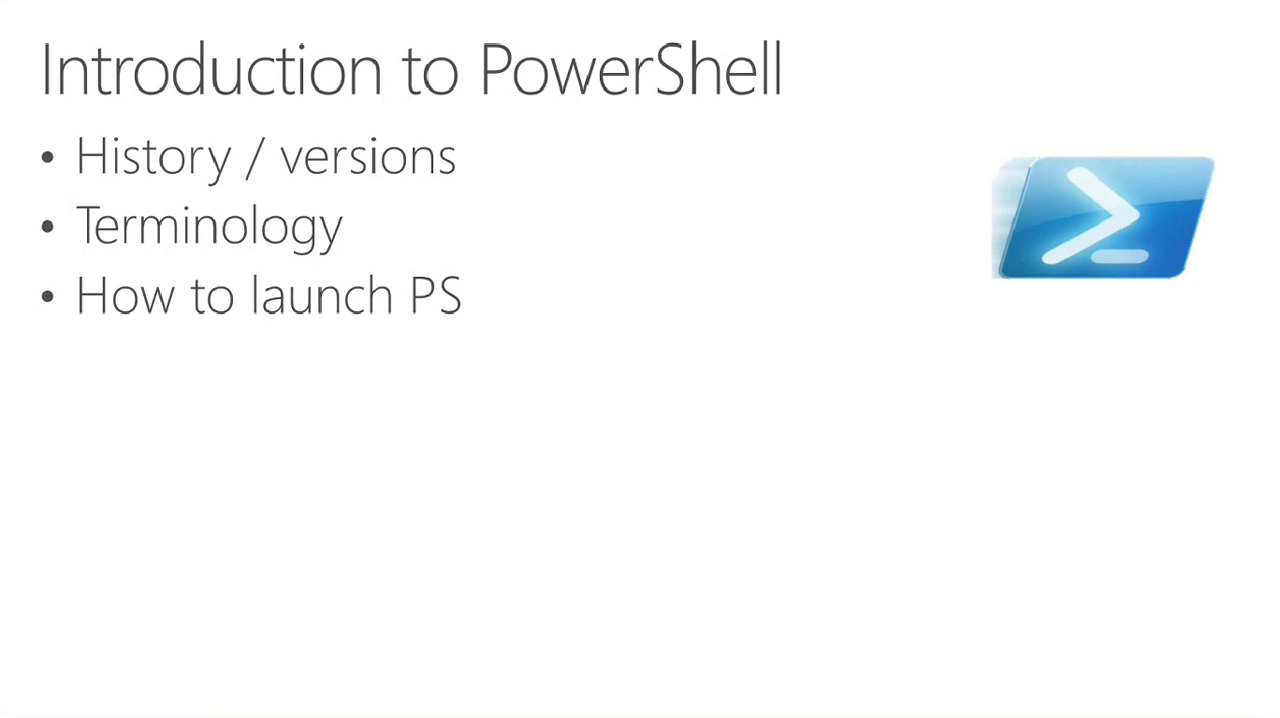 Introduction to PowerShell
• History / versions
• Terminology
• How to launch PS